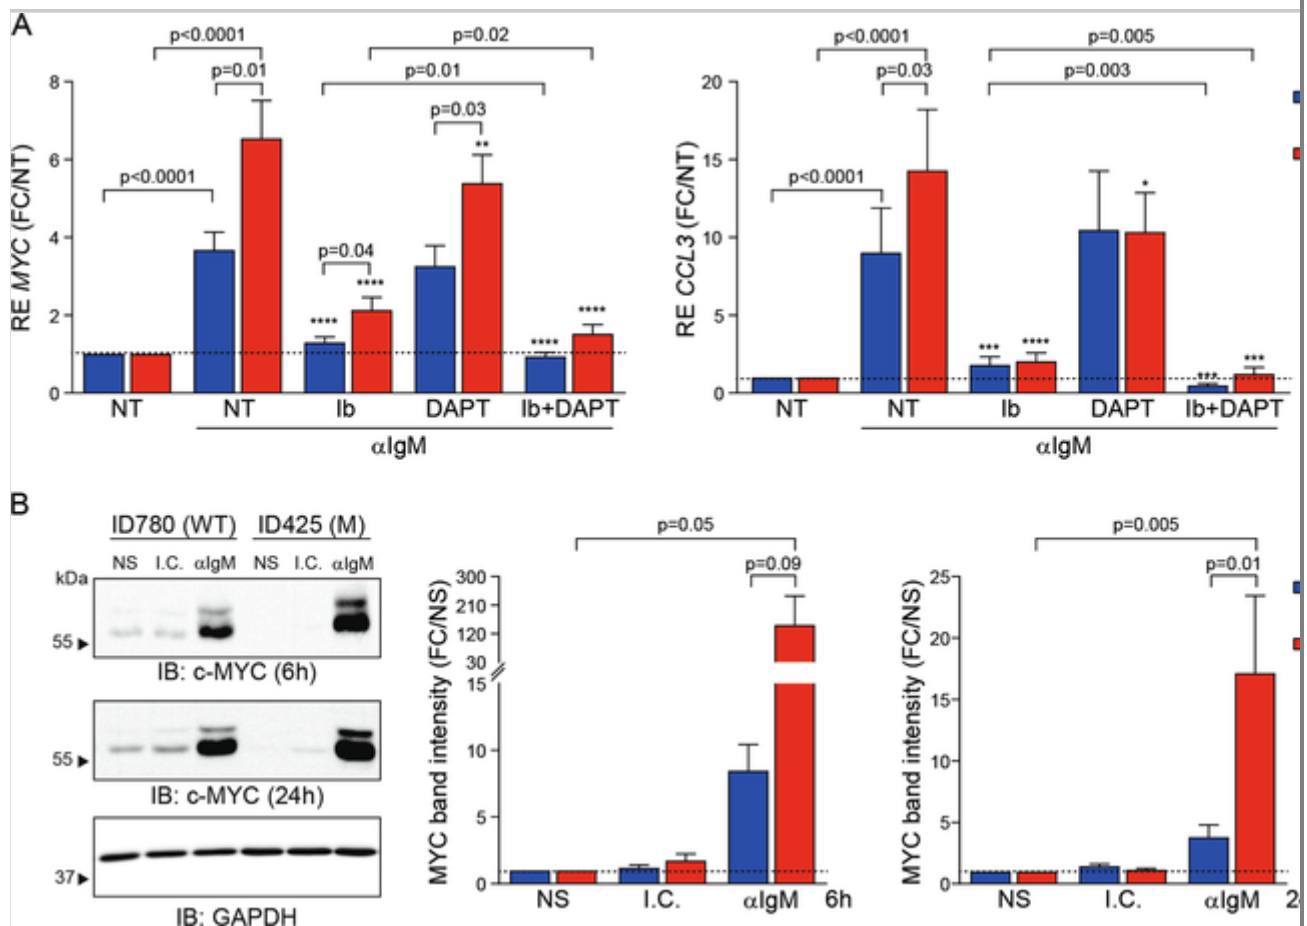 A
p<0.0001
p=0.02
p=0.01
p=0.01
p=0.03
p<0.0001
p=0.04
****
****
**
****
****
RE MYC (FC/NT)
8
6
4
2
0
NT
NT
Ib
DAPT
Ib+DAPT
αIgM
p<0.0001
p=0.005
p=0.03
p=0.003
p<0.0001
***
****
*
***
***
RE CCL3 (FC/NT)
20
15
10
5
0
NT
NT
Ib
DAPT
Ib+DAPT
αIgM
B
ID780 (WT) ID425 (M)
NS I.C. αIgM NS I.C. αIgM
kDa
55
IB: c-MYC (6h)
55
IB: c-MYC (24h)
37
IB: GAPDH
p=0.05
p=0.09
MYC band intensity (FC/NS)
300
210
120
30
15
10
5
0
NS I.C. αIgM 6h
p=0.005
p=0.01
MYC band intensity (FC/NS)
25
20
15
10
5
0
NS I.C. αIgM 2